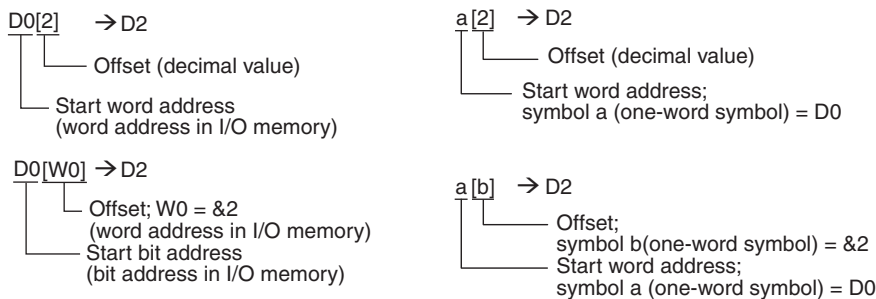 D0[2] → D2
Offset (decimal value)
Start word address
(word address in I/O memory)
a [2] → D2
Offset (decimal value)
Start word address;
symbol a (one-word symbol) = D0
D0[W0] → D2
Offset; W0 = &2
(word address in I/O memory)
Start bit address
(bit address in I/O memory)
a [b] → D2
Offset;
symbol b(one-word symbol) = &2
Start word address;
symbol a (one-word symbol) = D0